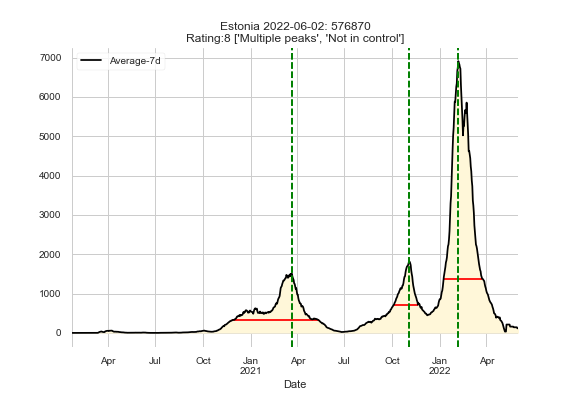 Estonia 2022-06-02: 576870
Rating:8 ['Multiple peaks', 'Not in control']
Average-7d
7000
6000
5000
4000
3000
2000
1000
0
Apr Jul Oct Jan Apr Jul Oct Jan Apr
2021 2022
Date